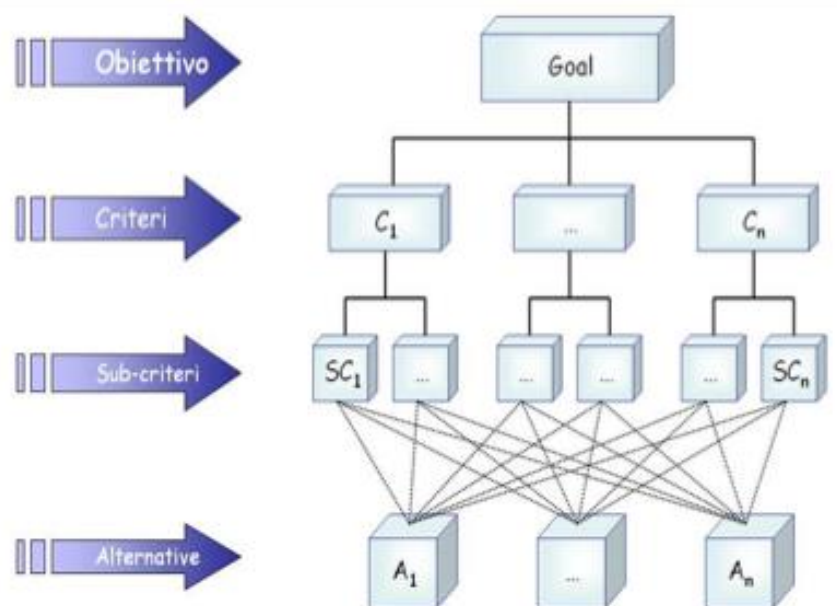 Obiettivo
Goal
Criteri
C1
...
Cn
Sub-criteri
SC1
...
...
...
...
SCn
Alternative
A1
...
An